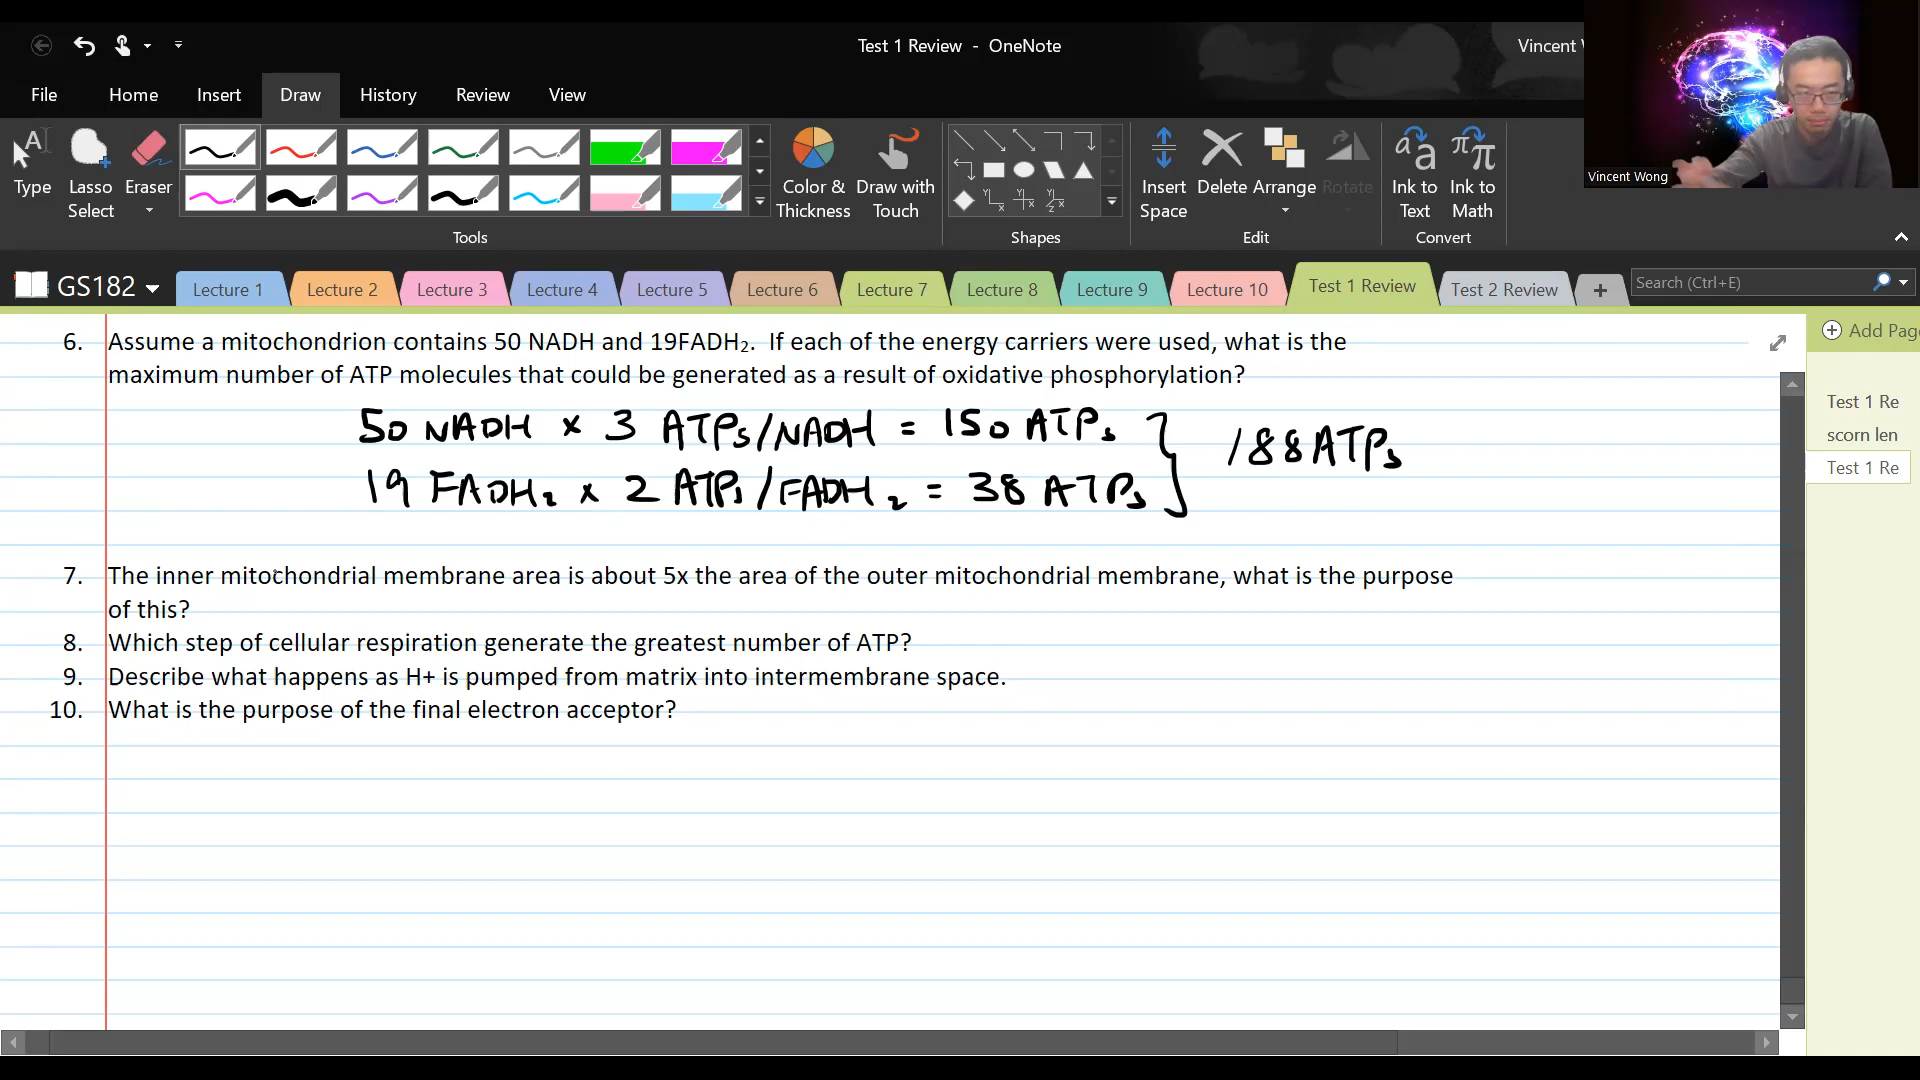 Test 1 Review - OneNote
Vincent W
File Home Insert Draw History Review View
Vincent Wong
Type
Lasso Select
Eraser
Color & Thickness
Draw with Touch
Insert Space
Delete
Arrange
Rotate
Ink to Text
Ink to Math
Tools
Shapes
Edit
Convert
GS182
Lecture 1
Lecture 2
Lecture 3
Lecture 4
Lecture 5
Lecture 6
Lecture 7
Lecture 8
Lecture 9
Lecture 10
Test 1 Review
Test 2 Review
Search (Ctrl+E)
Add Pag
Test 1 Re
scorn len
Test 1 Re
6. Assume a mitochondrion contains 50 NADH and 19FADH₂. If each of the energy carriers were used, what is the
maximum number of ATP molecules that could be generated as a result of oxidative phosphorylation?
50 NADH x 3 ATPs/NADH = 150 ATPs
19 FADH₂ x 2 ATPs/FADH₂ = 38 ATPs
188 ATPs
7. The inner mitochondrial membrane area is about 5x the area of the outer mitochondrial membrane, what is the purpose
of this?
8. Which step of cellular respiration generate the greatest number of ATP?
9. Describe what happens as H+ is pumped from matrix into intermembrane space.
10. What is the purpose of the final electron acceptor?